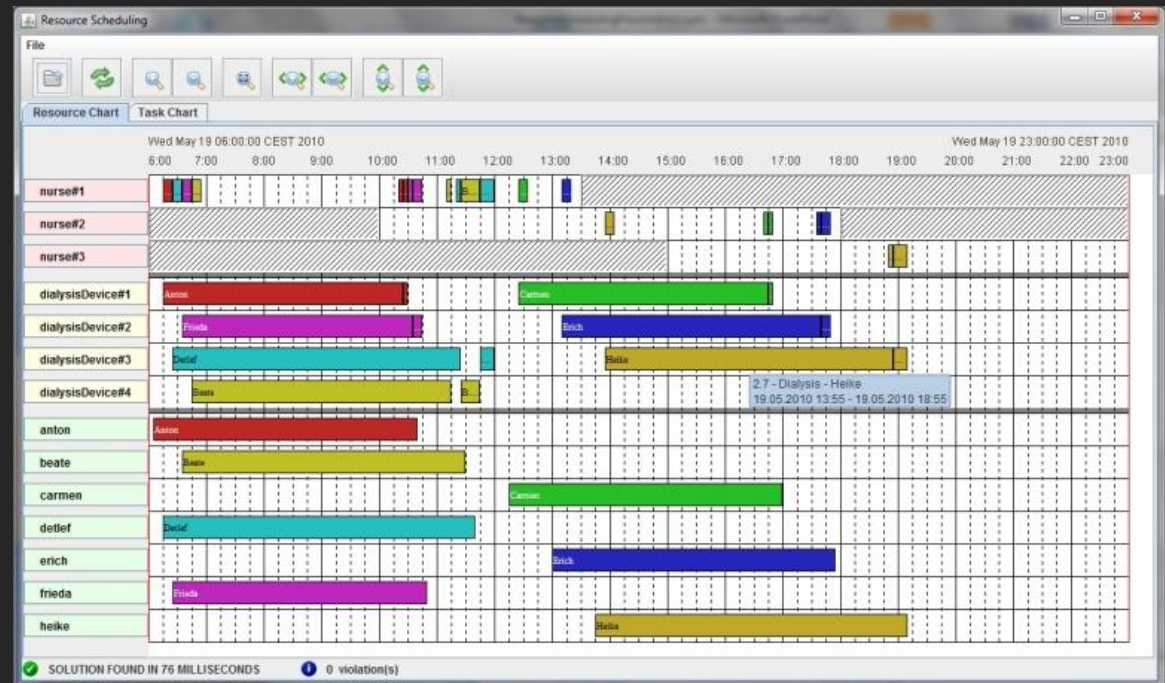 Resource Scheduling
File
Resource Chart Task Chart
Wed May 19 06:00:00 CEST 2010 Wed May 19 23:00:00 CEST 2010
6:00 7:00 8:00 9:00 10:00 11:00 12:00 13:00 14:00 15:00 16:00 17:00 18:00 19:00 20:00 21:00 22:00 23:00
nurse#1 B...
nurse#2
nurse#3
dialysisDevice#1 Anton Carmen
dialysisDevice#2 Frieda Erich
dialysisDevice#3 Detlef ... Heike ...
dialysisDevice#4 Beate B...
2.7 - Dialysis - Heike
19.05.2010 13:55 - 19.05.2010 18:55
anton Anton
beate Beate
carmen Carmen
detlef Detlef
erich Erich
frieda Frieda
heike Heike
SOLUTION FOUND IN 76 MILLISECONDS 0 violation(s)